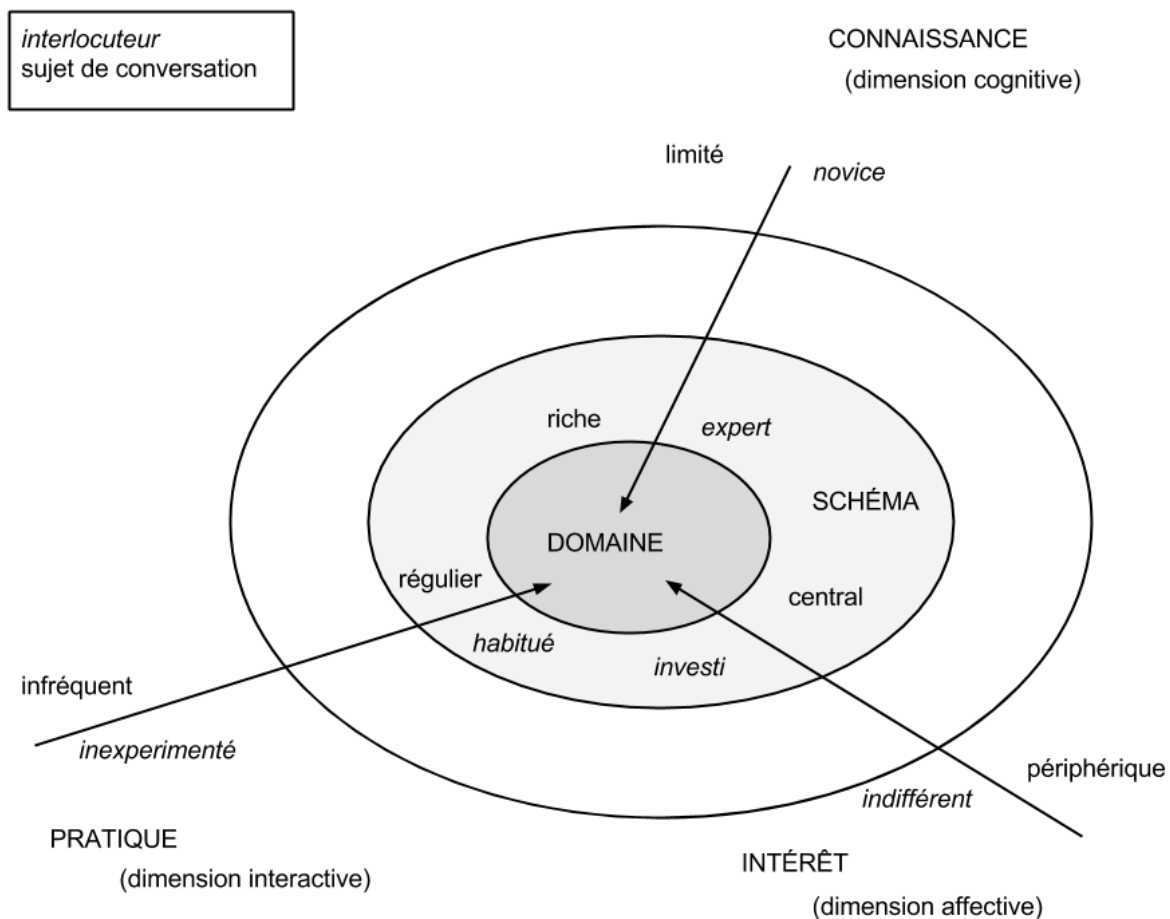 interlocuteur
sujet de conversation
CONNAISSANCE
(dimension cognitive)
limité
novice
riche
expert
SCHÉMA
DOMAINE
régulier
central
habitué
investi
infréquent
inexperimenté
périphérique
indifférent
PRATIQUE
(dimension interactive)
INTÉRÊT
(dimension affective)